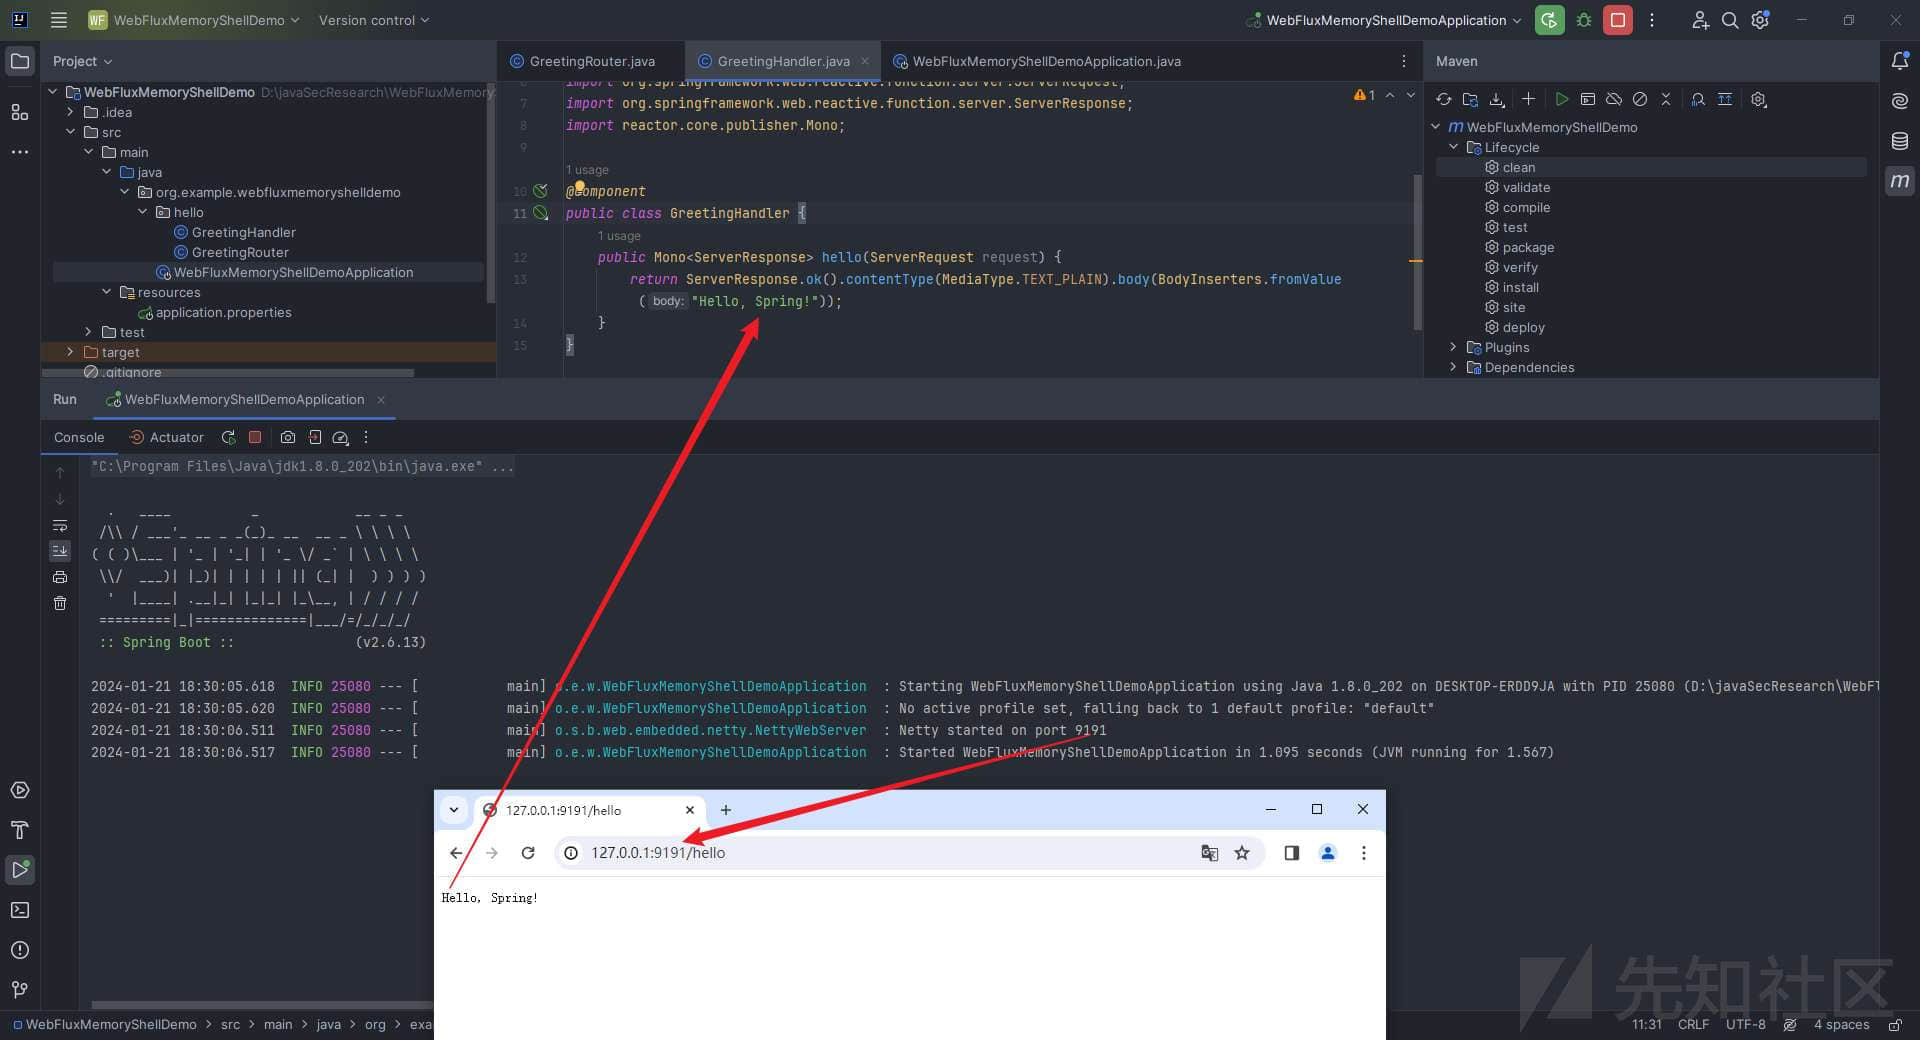 WF WebFluxMemoryShellDemo Version control WebFluxMemoryShellDemoApplication
Project
WebFluxMemoryShellDemo D:\javaSecResearch\WebFluxMemory
.idea
src
main
java
org.example.webfluxmemoryshelldemo
hello
GreetingHandler
GreetingRouter
WebFluxMemoryShellDemoApplication
resources
application.properties
test
target
.gitignore
GreetingRouter.java GreetingHandler.java WebFluxMemoryShellDemoApplication.java
import org.springframework.web.reactive.function.server.ServerRequest;
7 import org.springframework.web.reactive.function.server.ServerResponse;
8 import reactor.core.publisher.Mono;
9
1 usage
10 @Component
11 public class GreetingHandler {
1 usage
12 public Mono<ServerResponse> hello(ServerRequest request) {
13 return ServerResponse.ok().contentType(MediaType.TEXT_PLAIN).body(BodyInserters.fromValue
( body: "Hello, Spring!"));
14 }
15 }
1
Maven
m WebFluxMemoryShellDemo
Lifecycle
clean
validate
compile
test
package
verify
install
site
deploy
Plugins
Dependencies
Run WebFluxMemoryShellDemoApplication
Console Actuator
"C:\Program Files\Java\jdk1.8.0_202\bin\java.exe" ...
  .   ____          _            __ _ _
 /\\ / ___'_ __ _ _(_)_ __  __ _ \ \ \ \
( ( )\___ | '_ | '_| | '_ \/ _` | \ \ \ \
 \\/  ___)| |_)| | | | | || (_| |  ) ) ) )
  '  |____| .__|_| |_|_| |_\__, | / / / /
 =========|_|==============|___/=/_/_/_/
 :: Spring Boot :: (v2.6.13)
2024-01-21 18:30:05.618 INFO 25080 --- [ main] o.e.w.WebFluxMemoryShellDemoApplication : Starting WebFluxMemoryShellDemoApplication using Java 1.8.0_202 on DESKTOP-ERDD9JA with PID 25080 (D:\javaSecResearch\WebFl
2024-01-21 18:30:05.620 INFO 25080 --- [ main] o.e.w.WebFluxMemoryShellDemoApplication : No active profile set, falling back to 1 default profile: "default"
2024-01-21 18:30:06.511 INFO 25080 --- [ main] o.s.b.web.embedded.netty.NettyWebServer : Netty started on port 9191
2024-01-21 18:30:06.517 INFO 25080 --- [ main] o.e.w.WebFluxMemoryShellDemoApplication : Started WebFluxMemoryShellDemoApplication in 1.095 seconds (JVM running for 1.567)
127.0.0.1:9191/hello
127.0.0.1:9191/hello
Hello, Spring!
先知社区
WebFluxMemoryShellDemo > src > main > java > org > exa
11:31 CRLF UTF-8 4 spaces